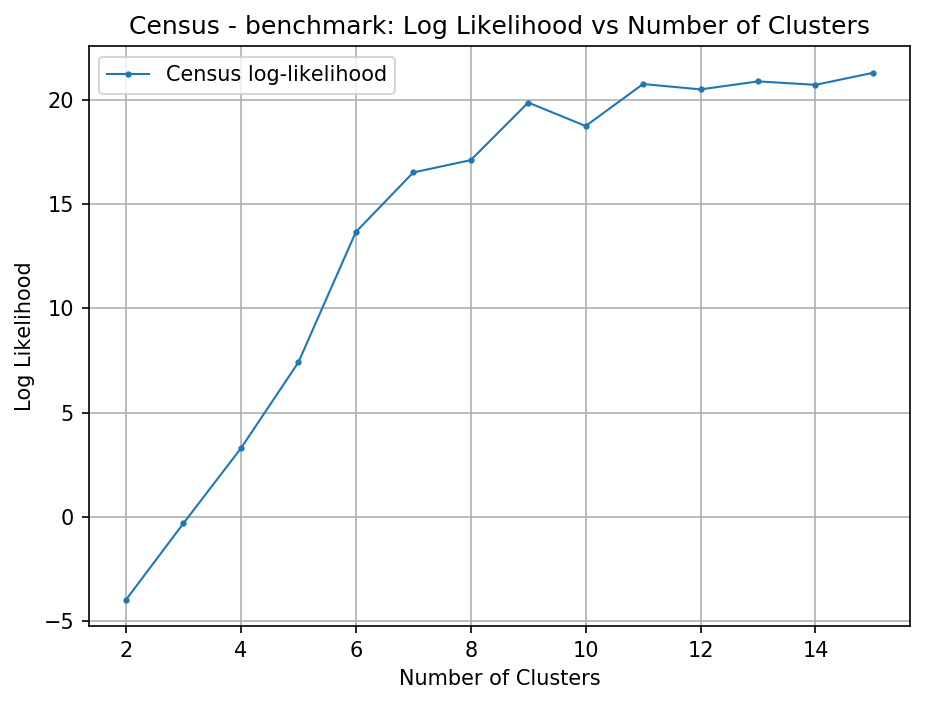 Census - benchmark: Log Likelihood vs Number of Clusters
Census log-likelihood
20
15
10
5
0
−5
Log Likelihood
2 4 6 8 10 12 14
Number of Clusters